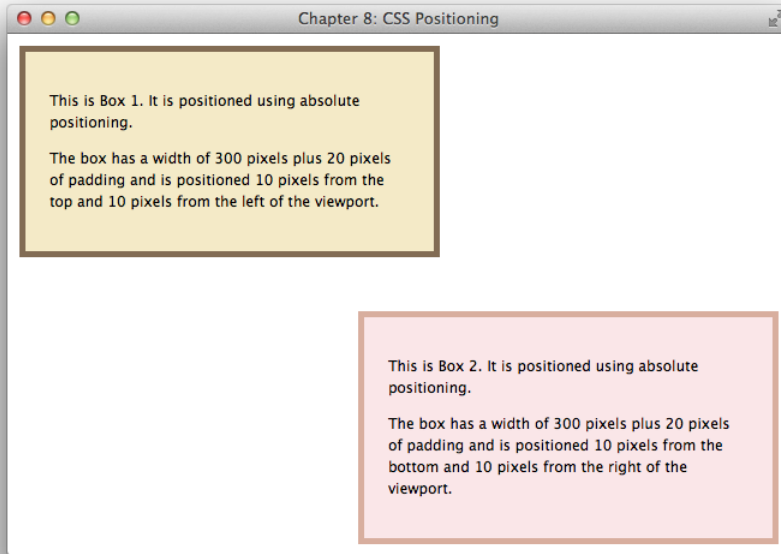 Chapter 8: CSS Positioning
This is Box 1. It is positioned using absolute
positioning.
The box has a width of 300 pixels plus 20 pixels
of padding and is positioned 10 pixels from the
top and 10 pixels from the left of the viewport.
This is Box 2. It is positioned using absolute
positioning.
The box has a width of 300 pixels plus 20 pixels
of padding and is positioned 10 pixels from the
bottom and 10 pixels from the right of the
viewport.